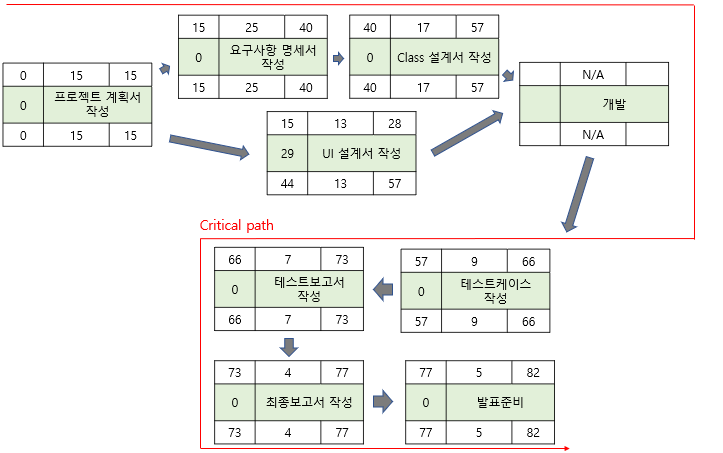 0 15 15
0 프로젝트 계획서
작성
0 15 15
15 25 40
0 요구사항 명세서
작성
15 25 40
40 17 57
0 Class 설계서 작성
40 17 57
15 13 28
29 UI 설계서 작성
44 13 57
N/A
개발
N/A
Critical path
57 9 66
0 테스트케이스
작성
57 9 66
66 7 73
0 테스트보고서
작성
66 7 73
73 4 77
0 최종보고서 작성
73 4 77
77 5 82
0 발표준비
77 5 82